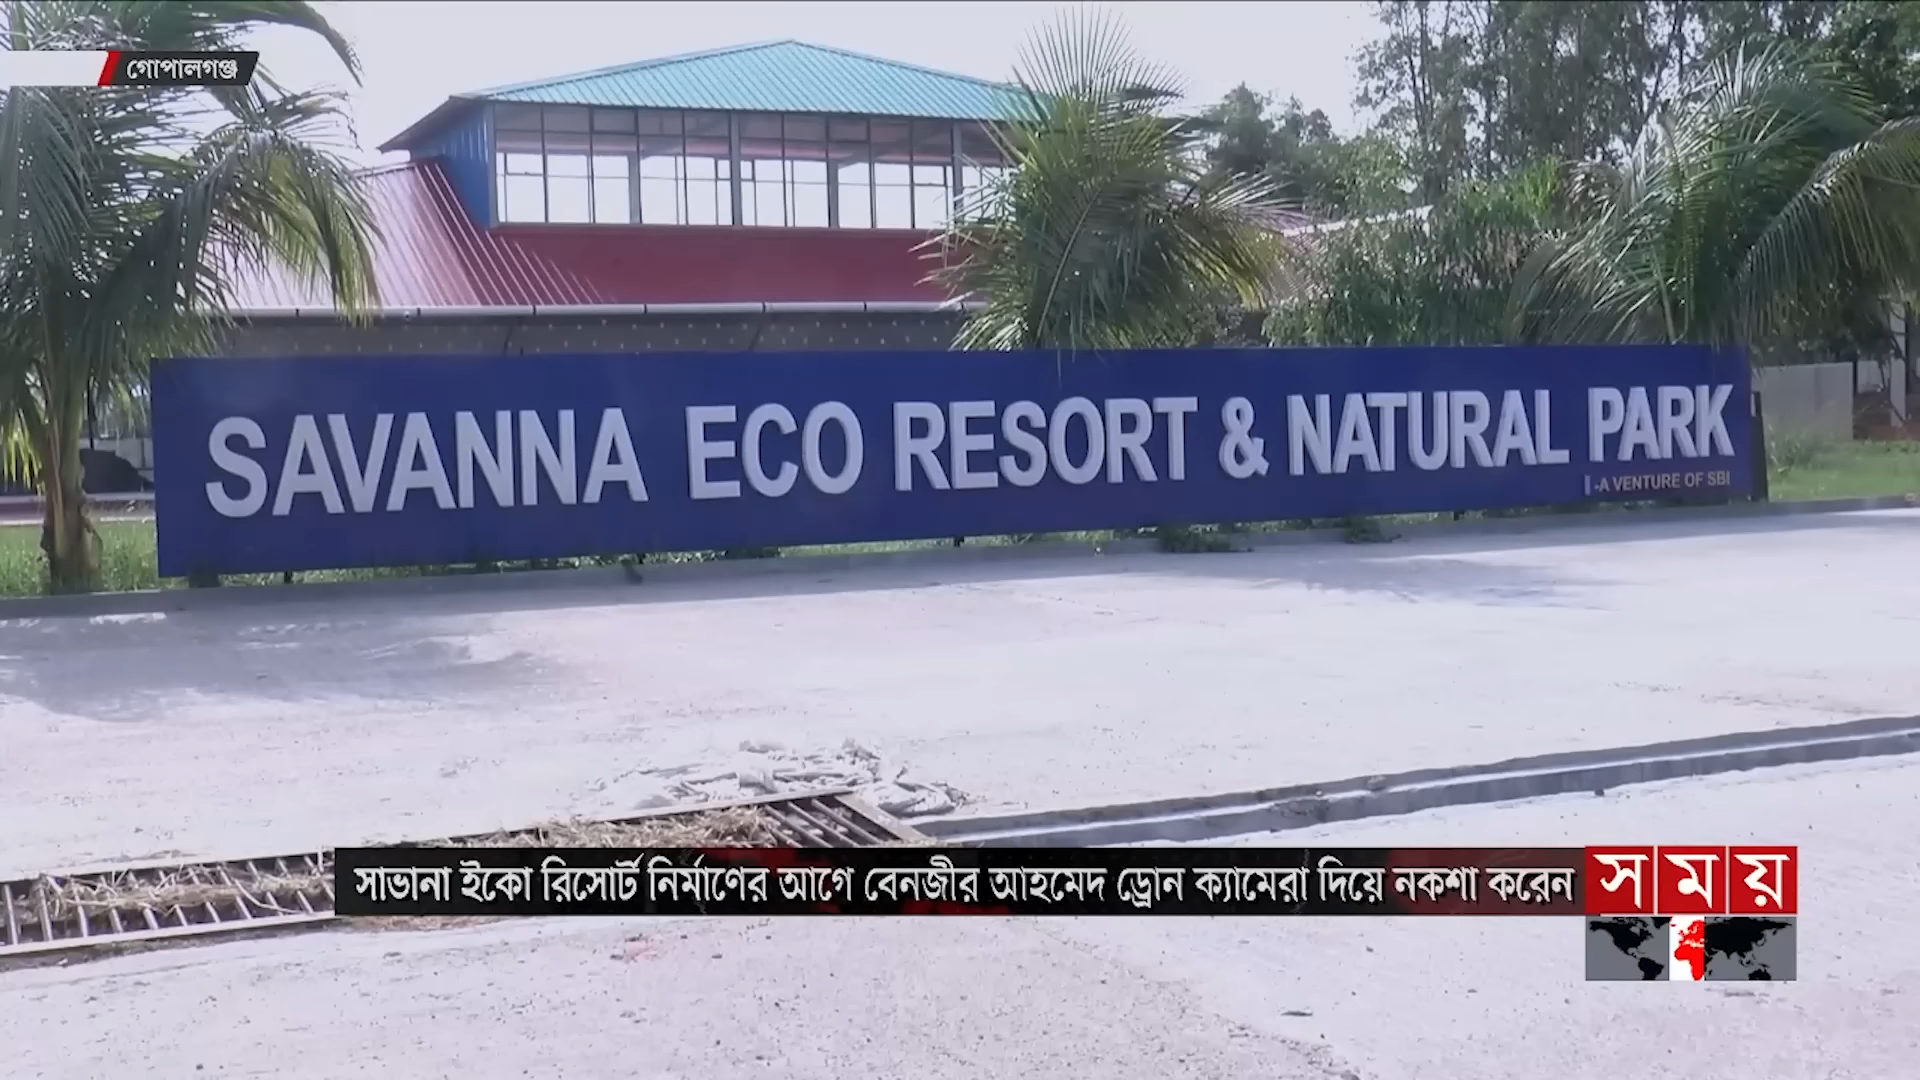 গোপালগঞ্জ
SAVANNA ECO RESORT & NATURAL PARK
-A VENTURE OF SBI
সাভানা ইকো রিসোর্ট নির্মাণের আগে বেনজীর আহমেদ ড্রোন ক্যামেরা দিয়ে নকশা করেন
সময়